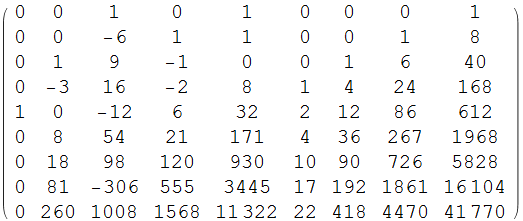 0 0 1 0 1 0 0 0 1
0 0 -6 1 1 0 0 1 8
0 1 9 -1 0 0 1 6 40
0 -3 16 -2 8 1 4 24 168
1 0 -12 6 32 2 12 86 612
0 8 54 21 171 4 36 267 1968
0 18 98 120 930 10 90 726 5828
0 81 -306 555 3445 17 192 1861 16104
0 260 1008 1568 11322 22 418 4470 41770